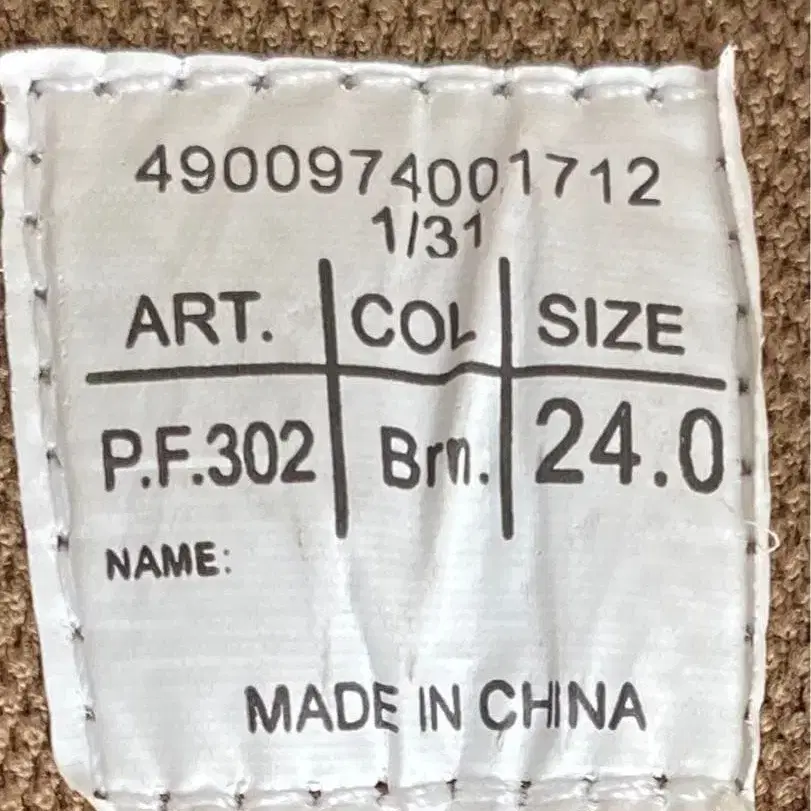 4900974001712
1/31
ART. COL SIZE
P.F.302 Brn. 24.0
NAME:
MADE IN CHINA